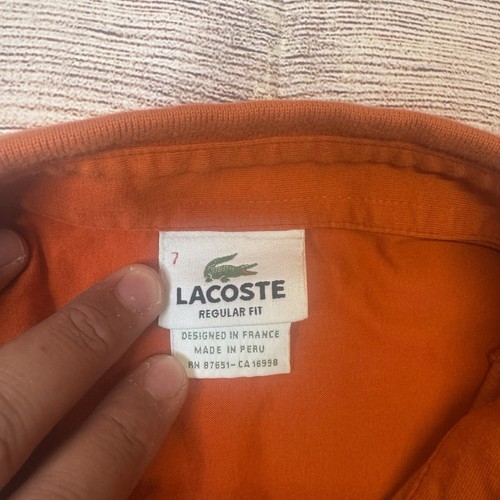 7
LACOSTE
REGULAR FIT
DESIGNED IN FRANCE
MADE IN PERU
RN 87651-CA 16998